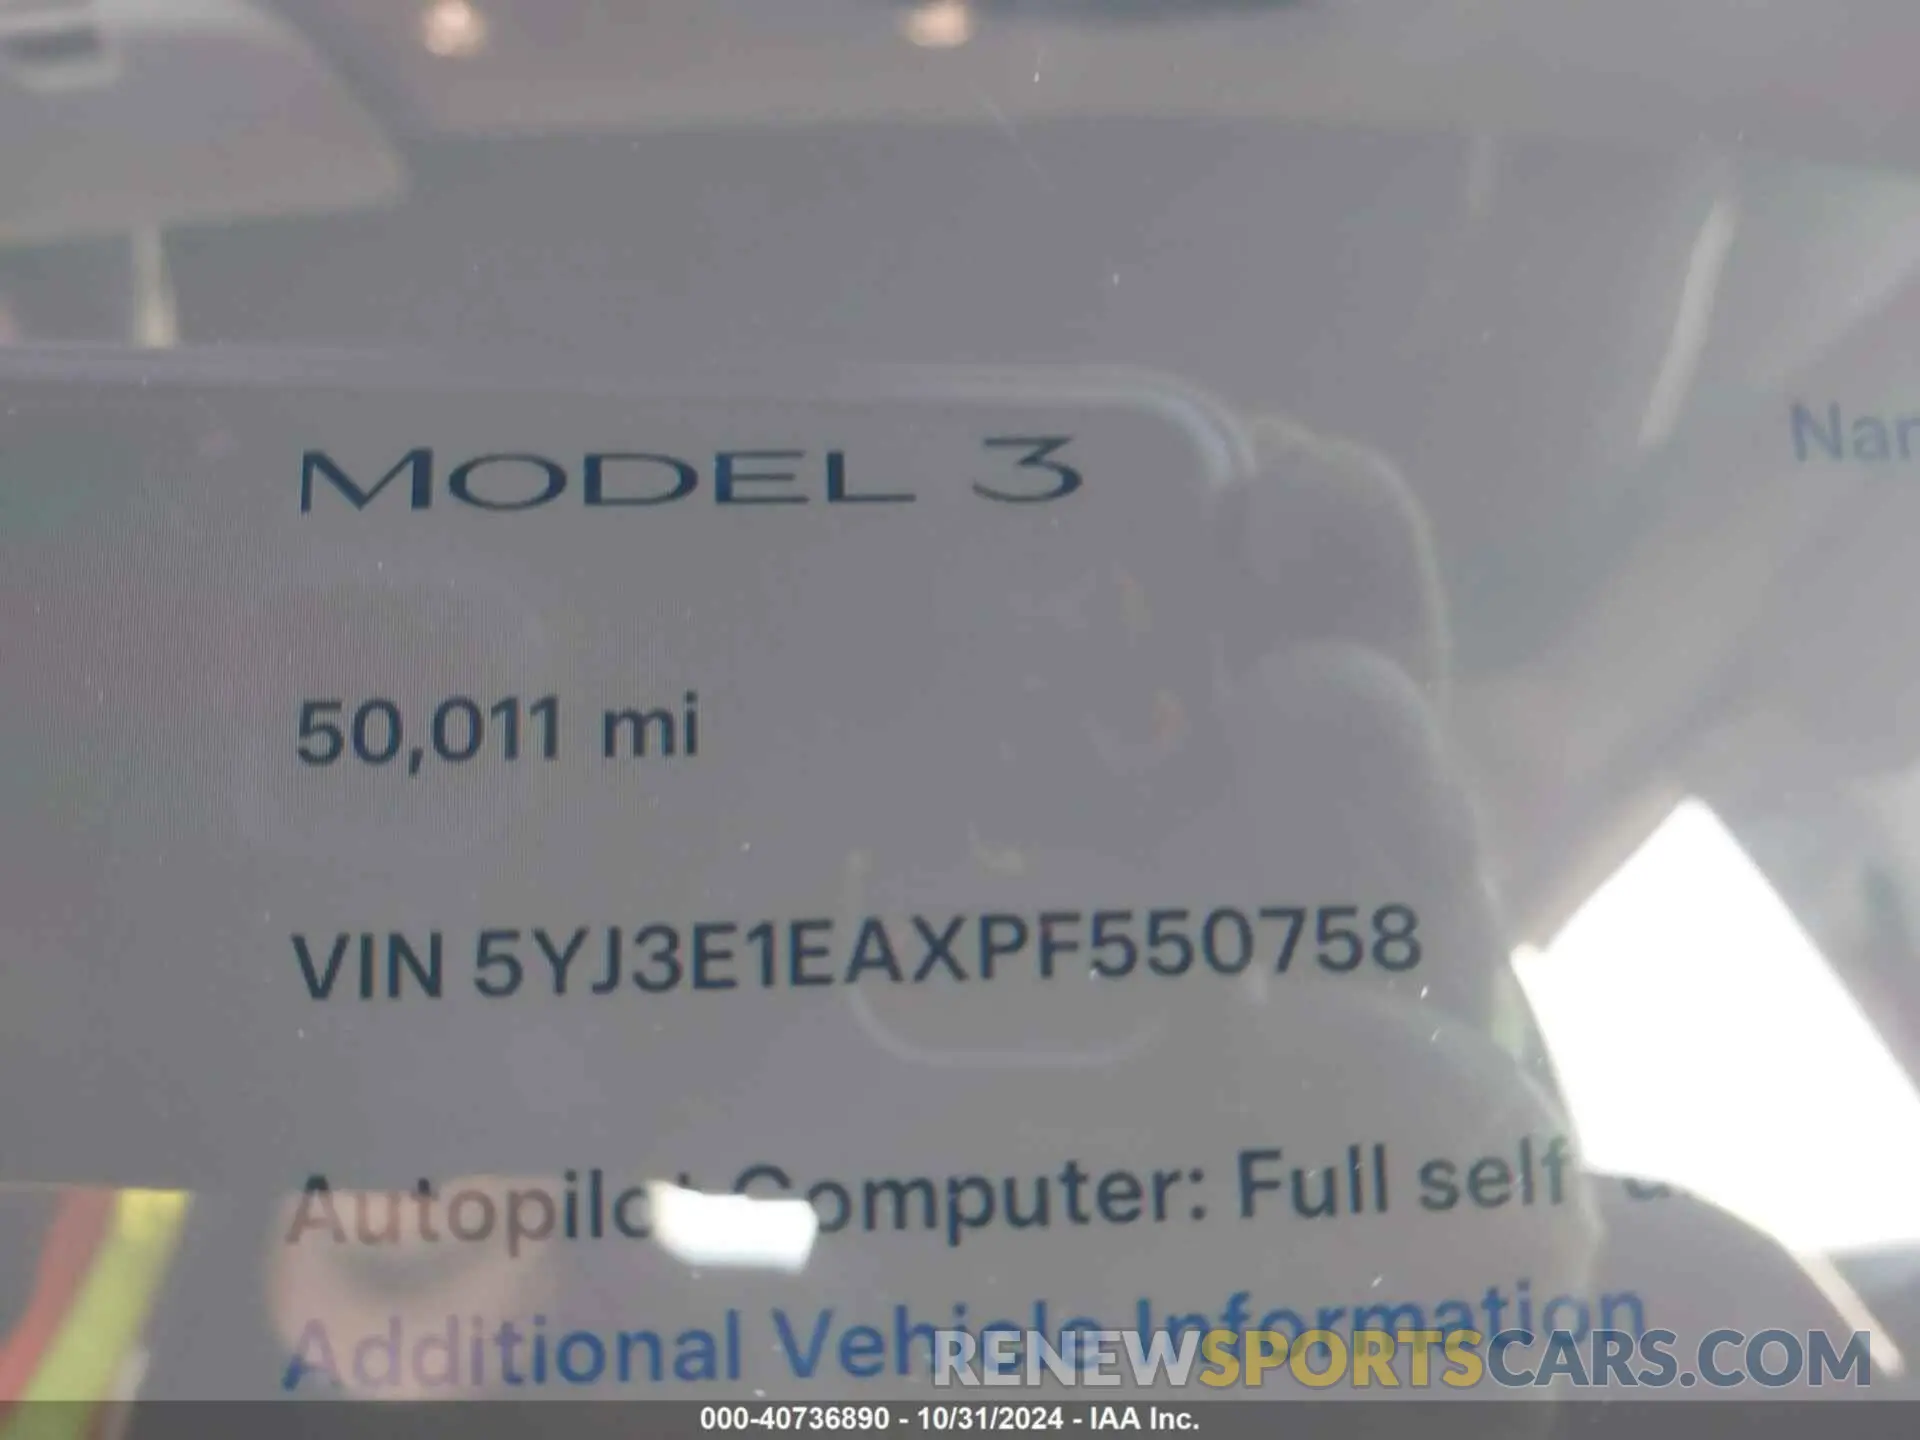 MODEL 3
Nar
50,011 mi
VIN 5YJ3E1EAXPF550758
Autopilot Computer: Full self
Additional Vehicle Information
RENEWSPORTSCARS.COM
000-40736890 - 10/31/2024 - IAA Inc.